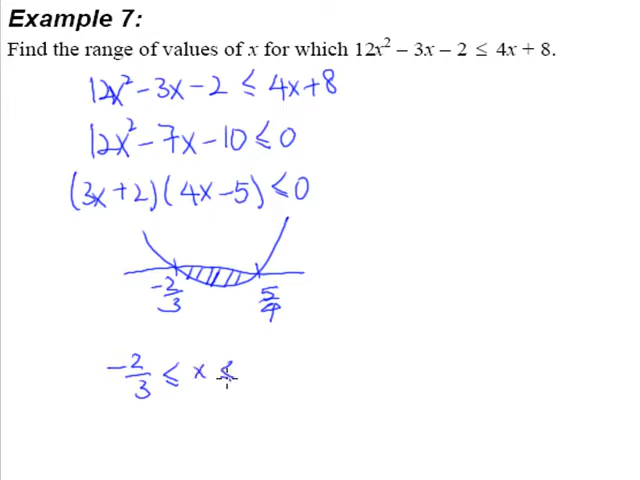 Example 7:
Find the range of values of x for which 12x² − 3x − 2 ≤ 4x + 8.
12x² − 3x − 2 ≤ 4x + 8
12x² − 7x − 10 ≤ 0
(3x + 2)(4x − 5) ≤ 0
−2/3 5/4
−2/3 ≤ x ≤